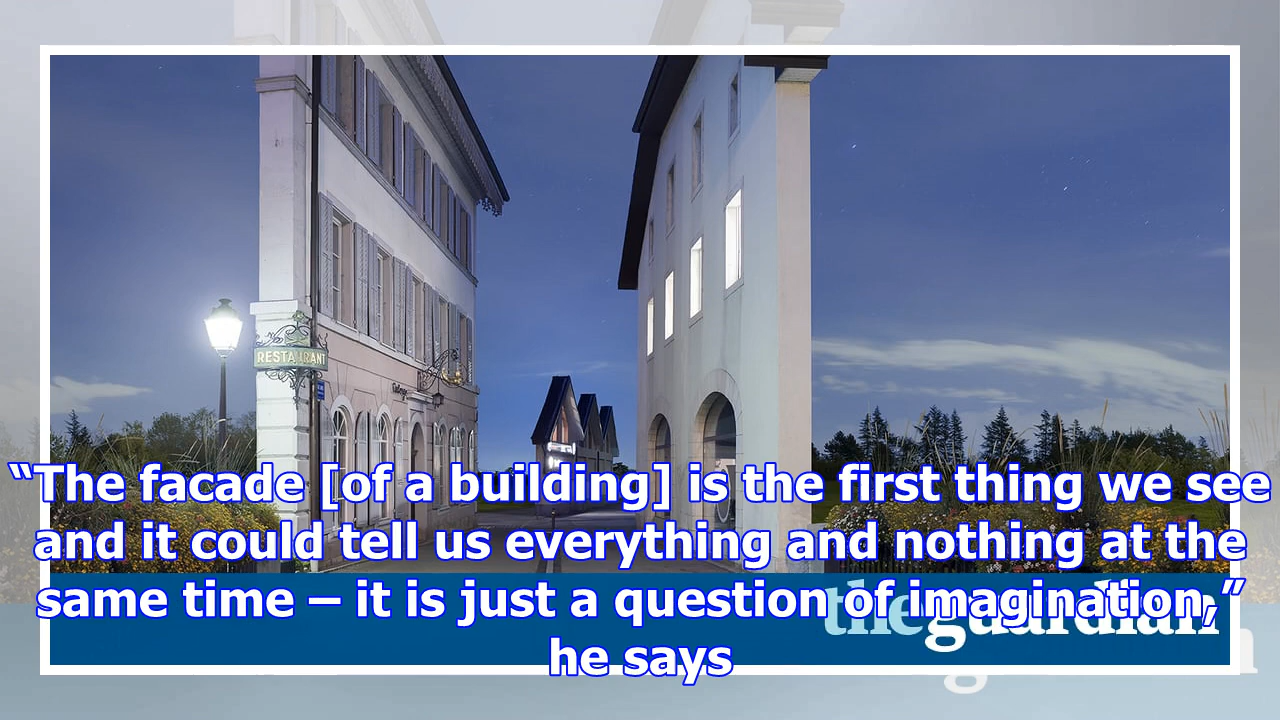 RESTAURANT
“The facade [of a building] is the first thing we see
and it could tell us everything and nothing at the
same time – it is just a question of imagination,”
theguardian
he says